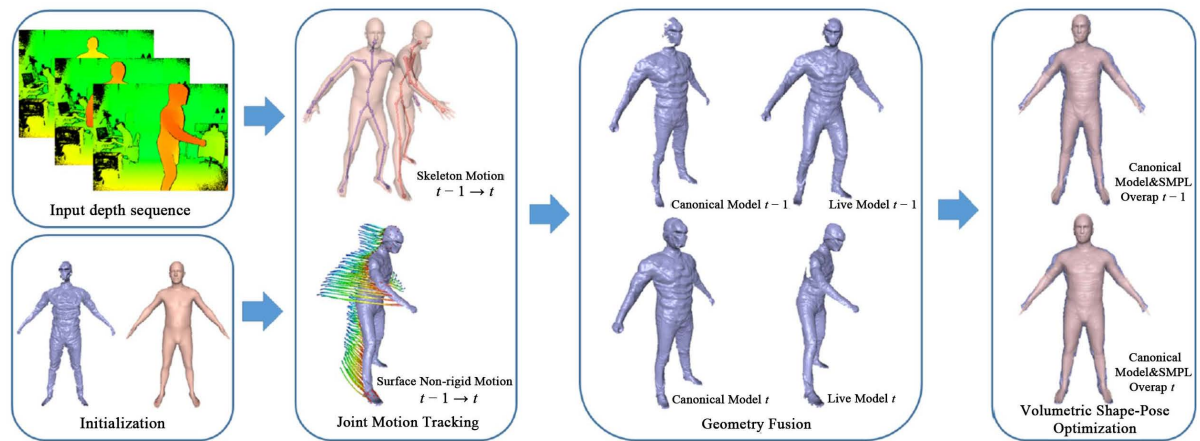 Input depth sequence
Initialization
Skeleton Motion
t − 1 → t
Surface Non-rigid Motion
t − 1 → t
Joint Motion Tracking
Canonical Model t − 1
Live Model t − 1
Canonical Model t
Live Model t
Geometry Fusion
Canonical
Model&SMPL
Overap t − 1
Canonical
Model&SMPL
Overap t
Volumetric Shape-Pose
Optimization